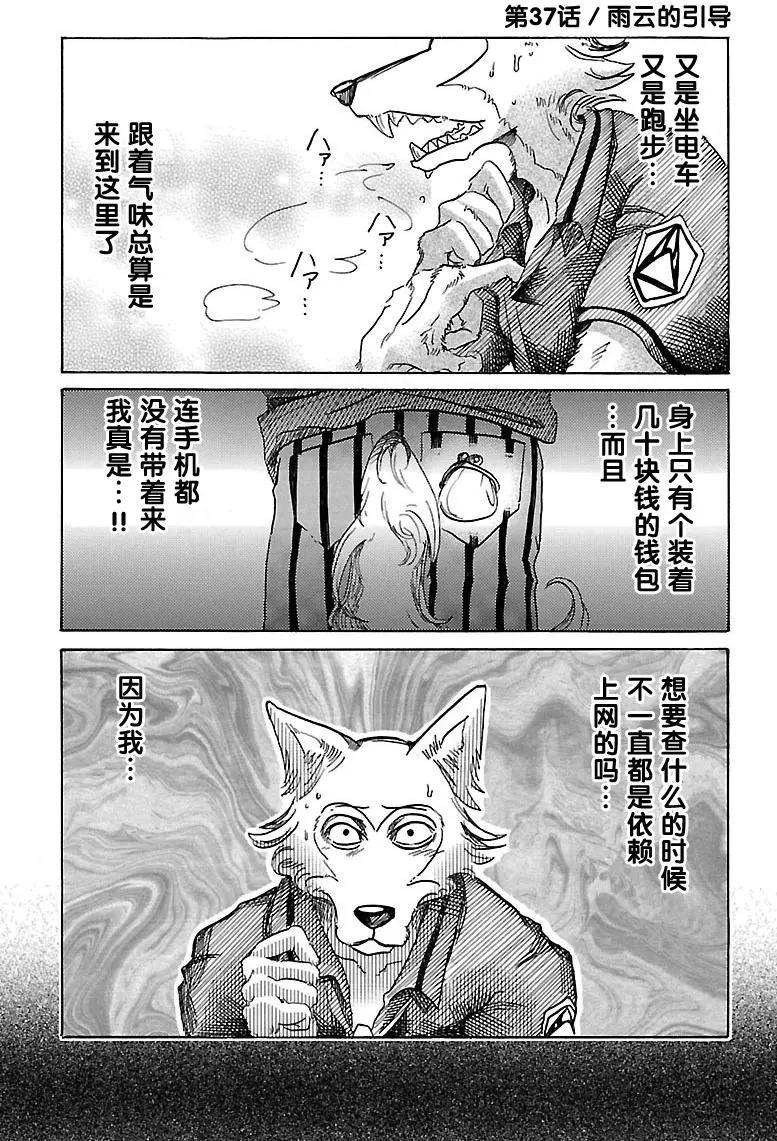 第37话 / 雨云的引导
又是坐电车
又是跑步…
ハァ…
ハァ…
ハァ…
跟着气味总算是
来到这里了
身上只有个装着
几十块钱的钱包
…而且
连手机都
没有带着来
我真是…!!
想要查什么的时候
不一直都是依赖
上网的吗…
因为我…